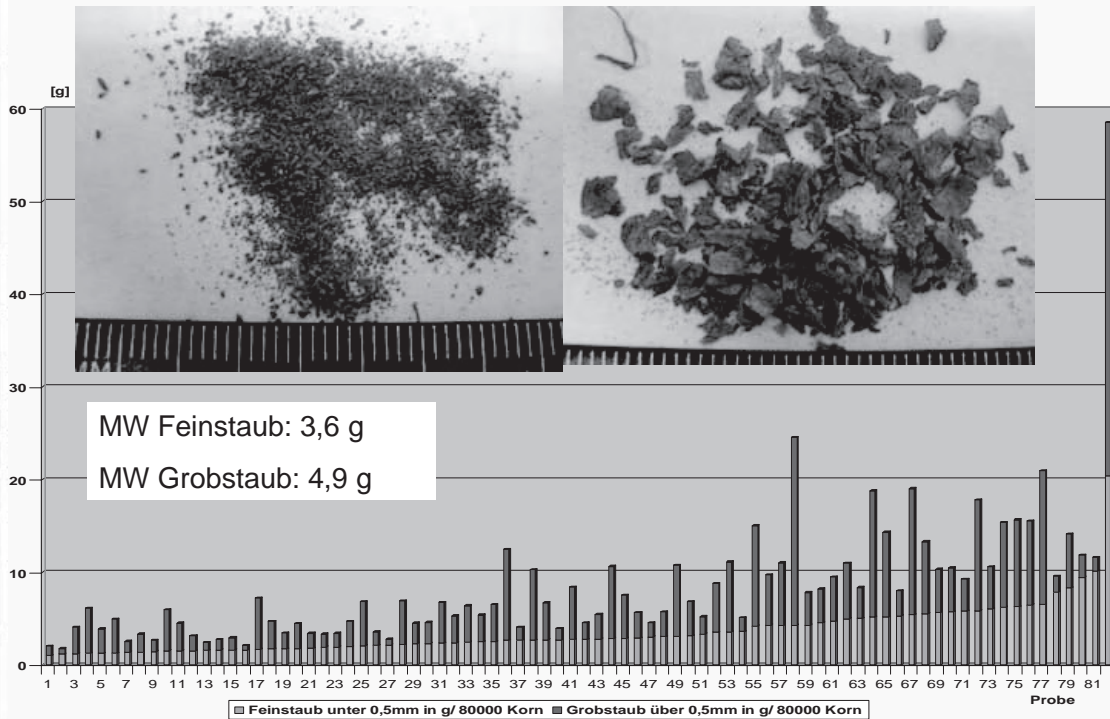 [g]
60
50
40
30
20
10
0
MW Feinstaub: 3,6 g
MW Grobstaub: 4,9 g
1 3 5 7 9 11 13 15 17 19 21 23 25 27 29 31 33 35 37 39 41 43 45 47 49 51 53 55 57 59 61 63 65 67 69 71 73 75 77 79 81
Probe
Feinstaub unter 0,5mm in g/ 80000 Korn Grobstaub über 0,5mm in g/ 80000 Korn